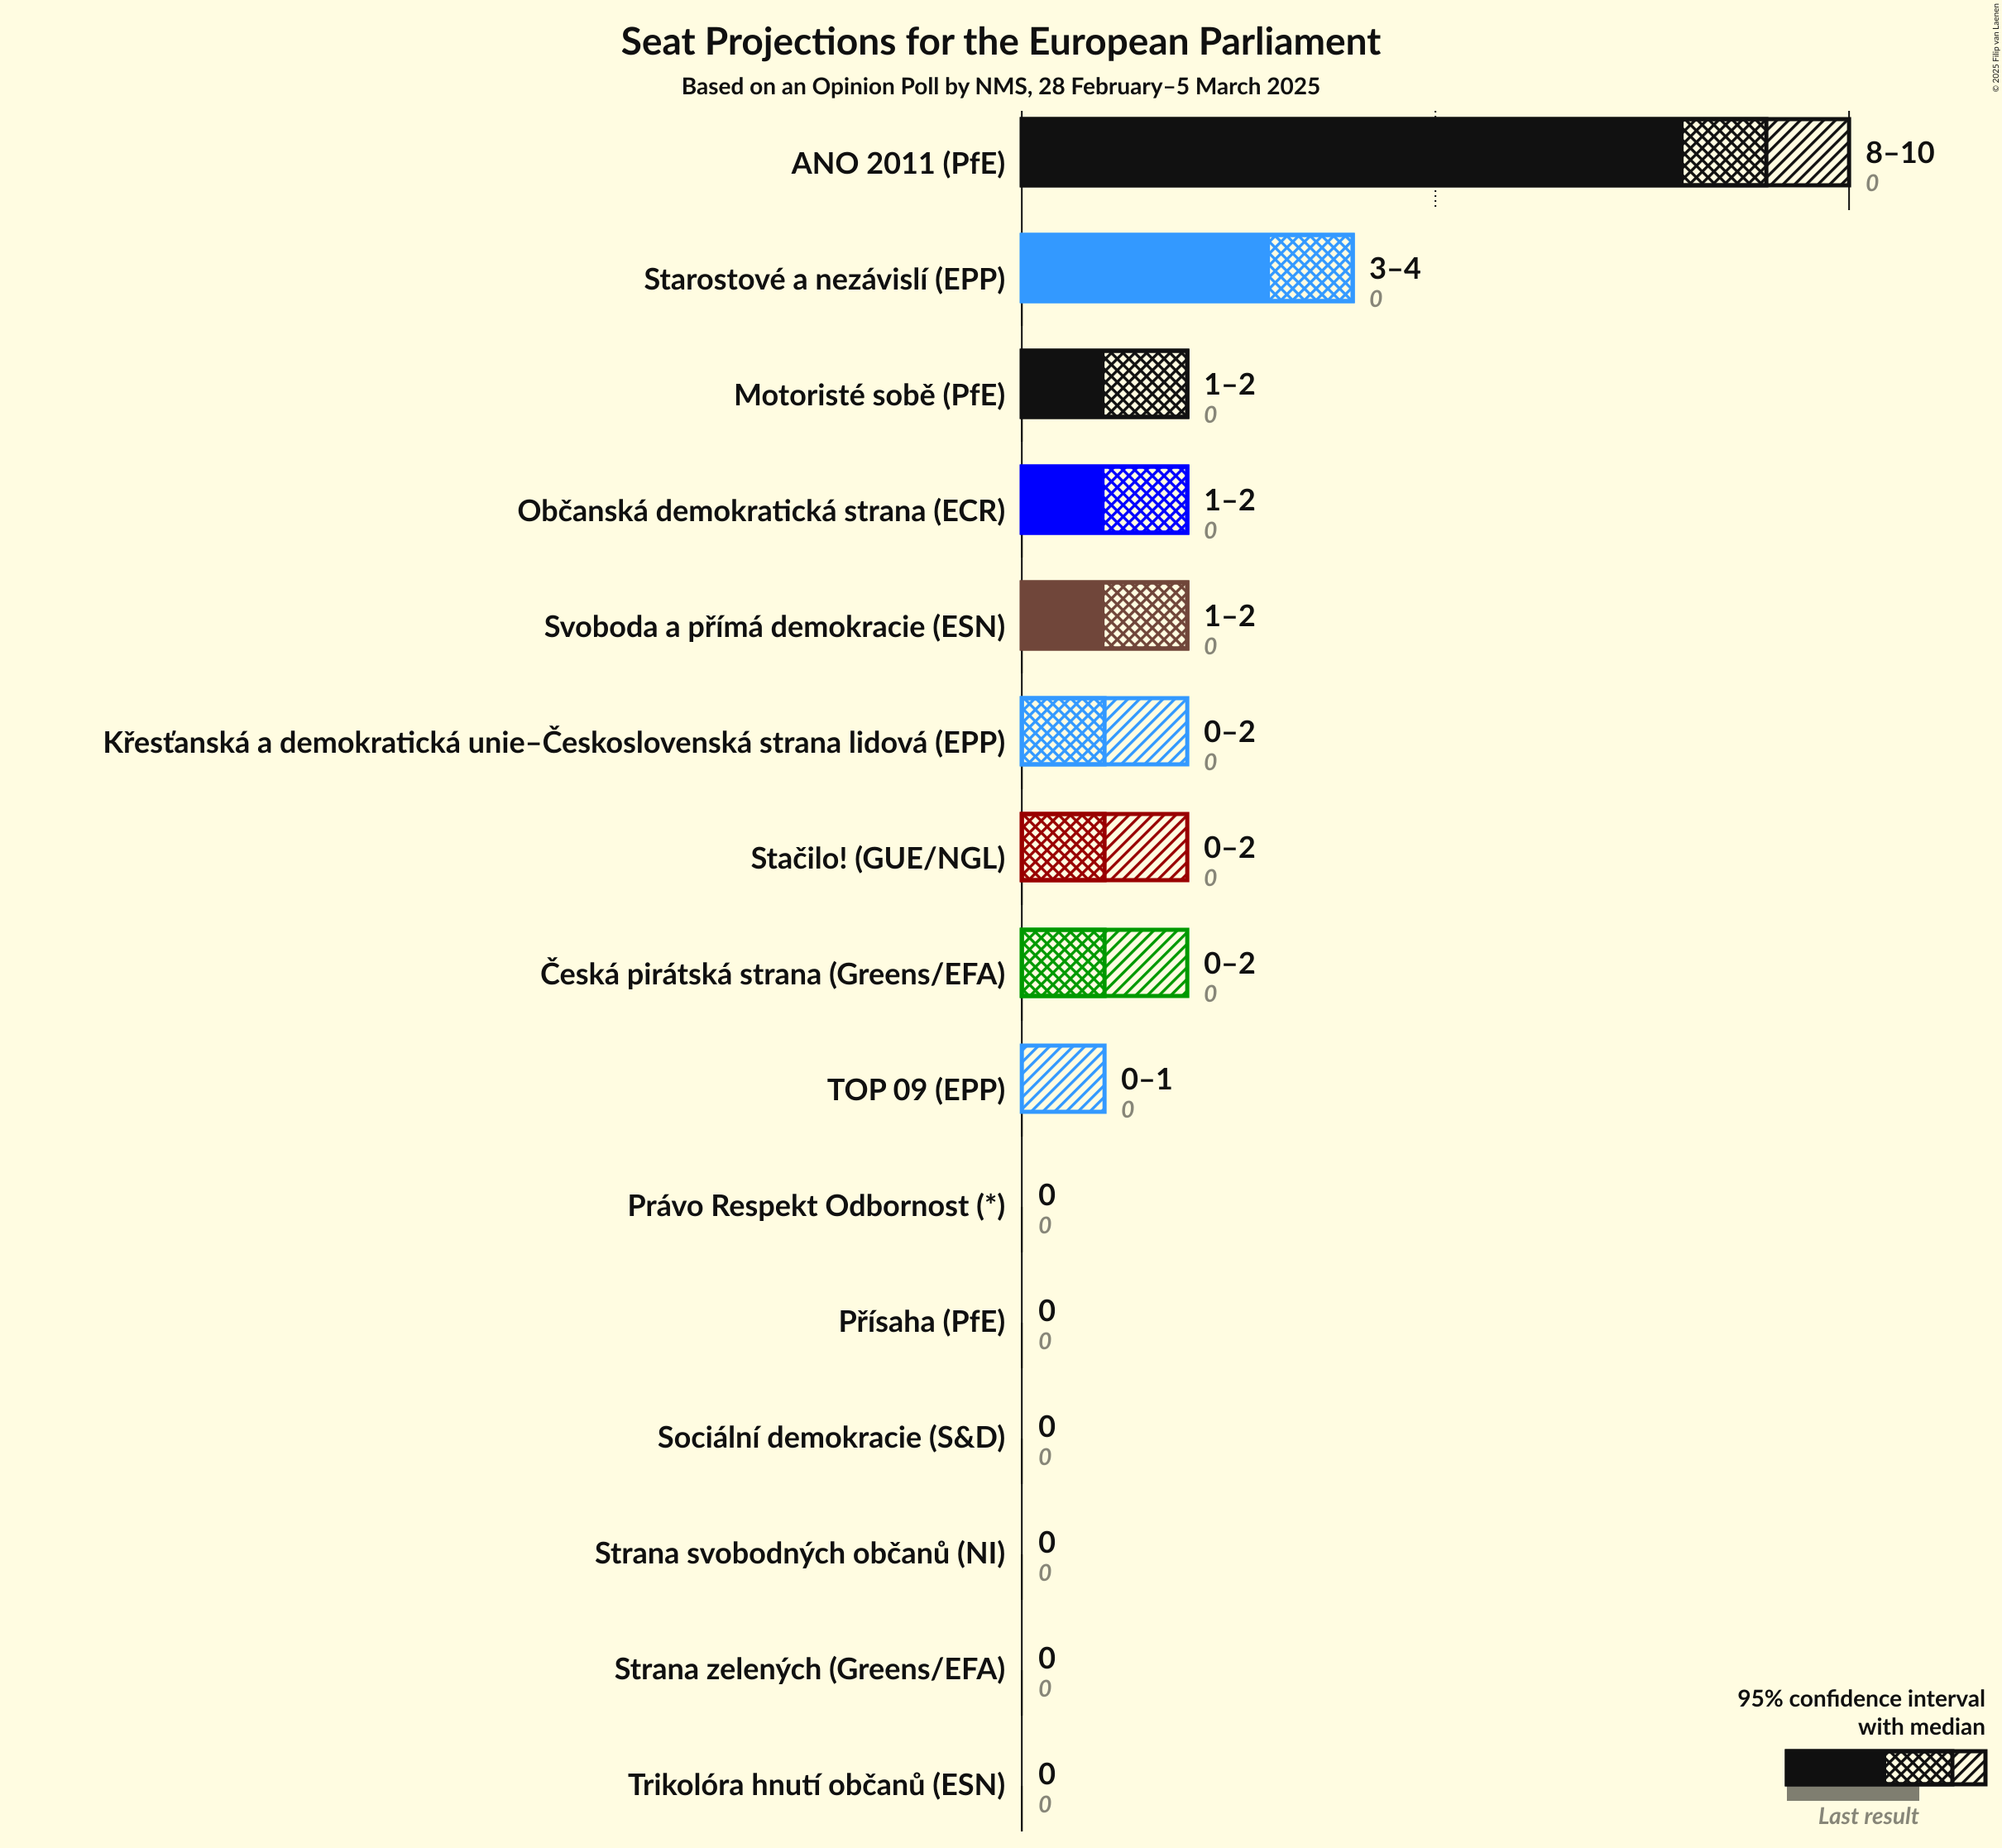 Seat Projections for the European Parliament
Based on an Opinion Poll by NMS, 28 February–5 March 2025
© 2025 Filip van Laenen
ANO 2011 (PfE)
8–10
0
Starostové a nezávislí (EPP)
3–4
0
Motoristé sobě (PfE)
1–2
0
Občanská demokratická strana (ECR)
1–2
0
Svoboda a přímá demokracie (ESN)
1–2
0
Křesťanská a demokratická unie–Československá strana lidová (EPP)
0–2
0
Stačilo! (GUE/NGL)
0–2
0
Česká pirátská strana (Greens/EFA)
0–2
0
TOP 09 (EPP)
0–1
0
Právo Respekt Odbornost (*)
0
0
Přísaha (PfE)
0
0
Sociální demokracie (S&D)
0
0
Strana svobodných občanů (NI)
0
0
Strana zelených (Greens/EFA)
0
0
Trikolóra hnutí občanů (ESN)
0
0
95% confidence interval
with median
Last result